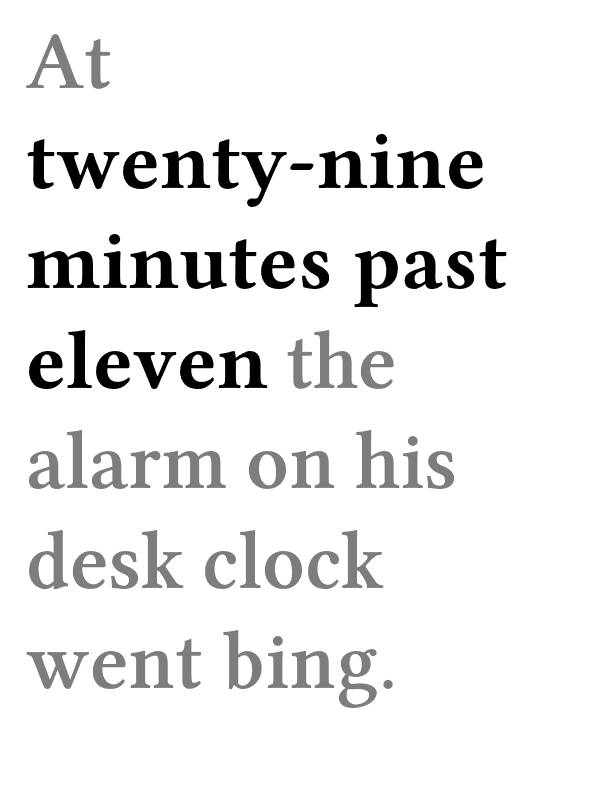 At
twenty-nine
minutes past
eleven the
alarm on his
desk clock
went bing.